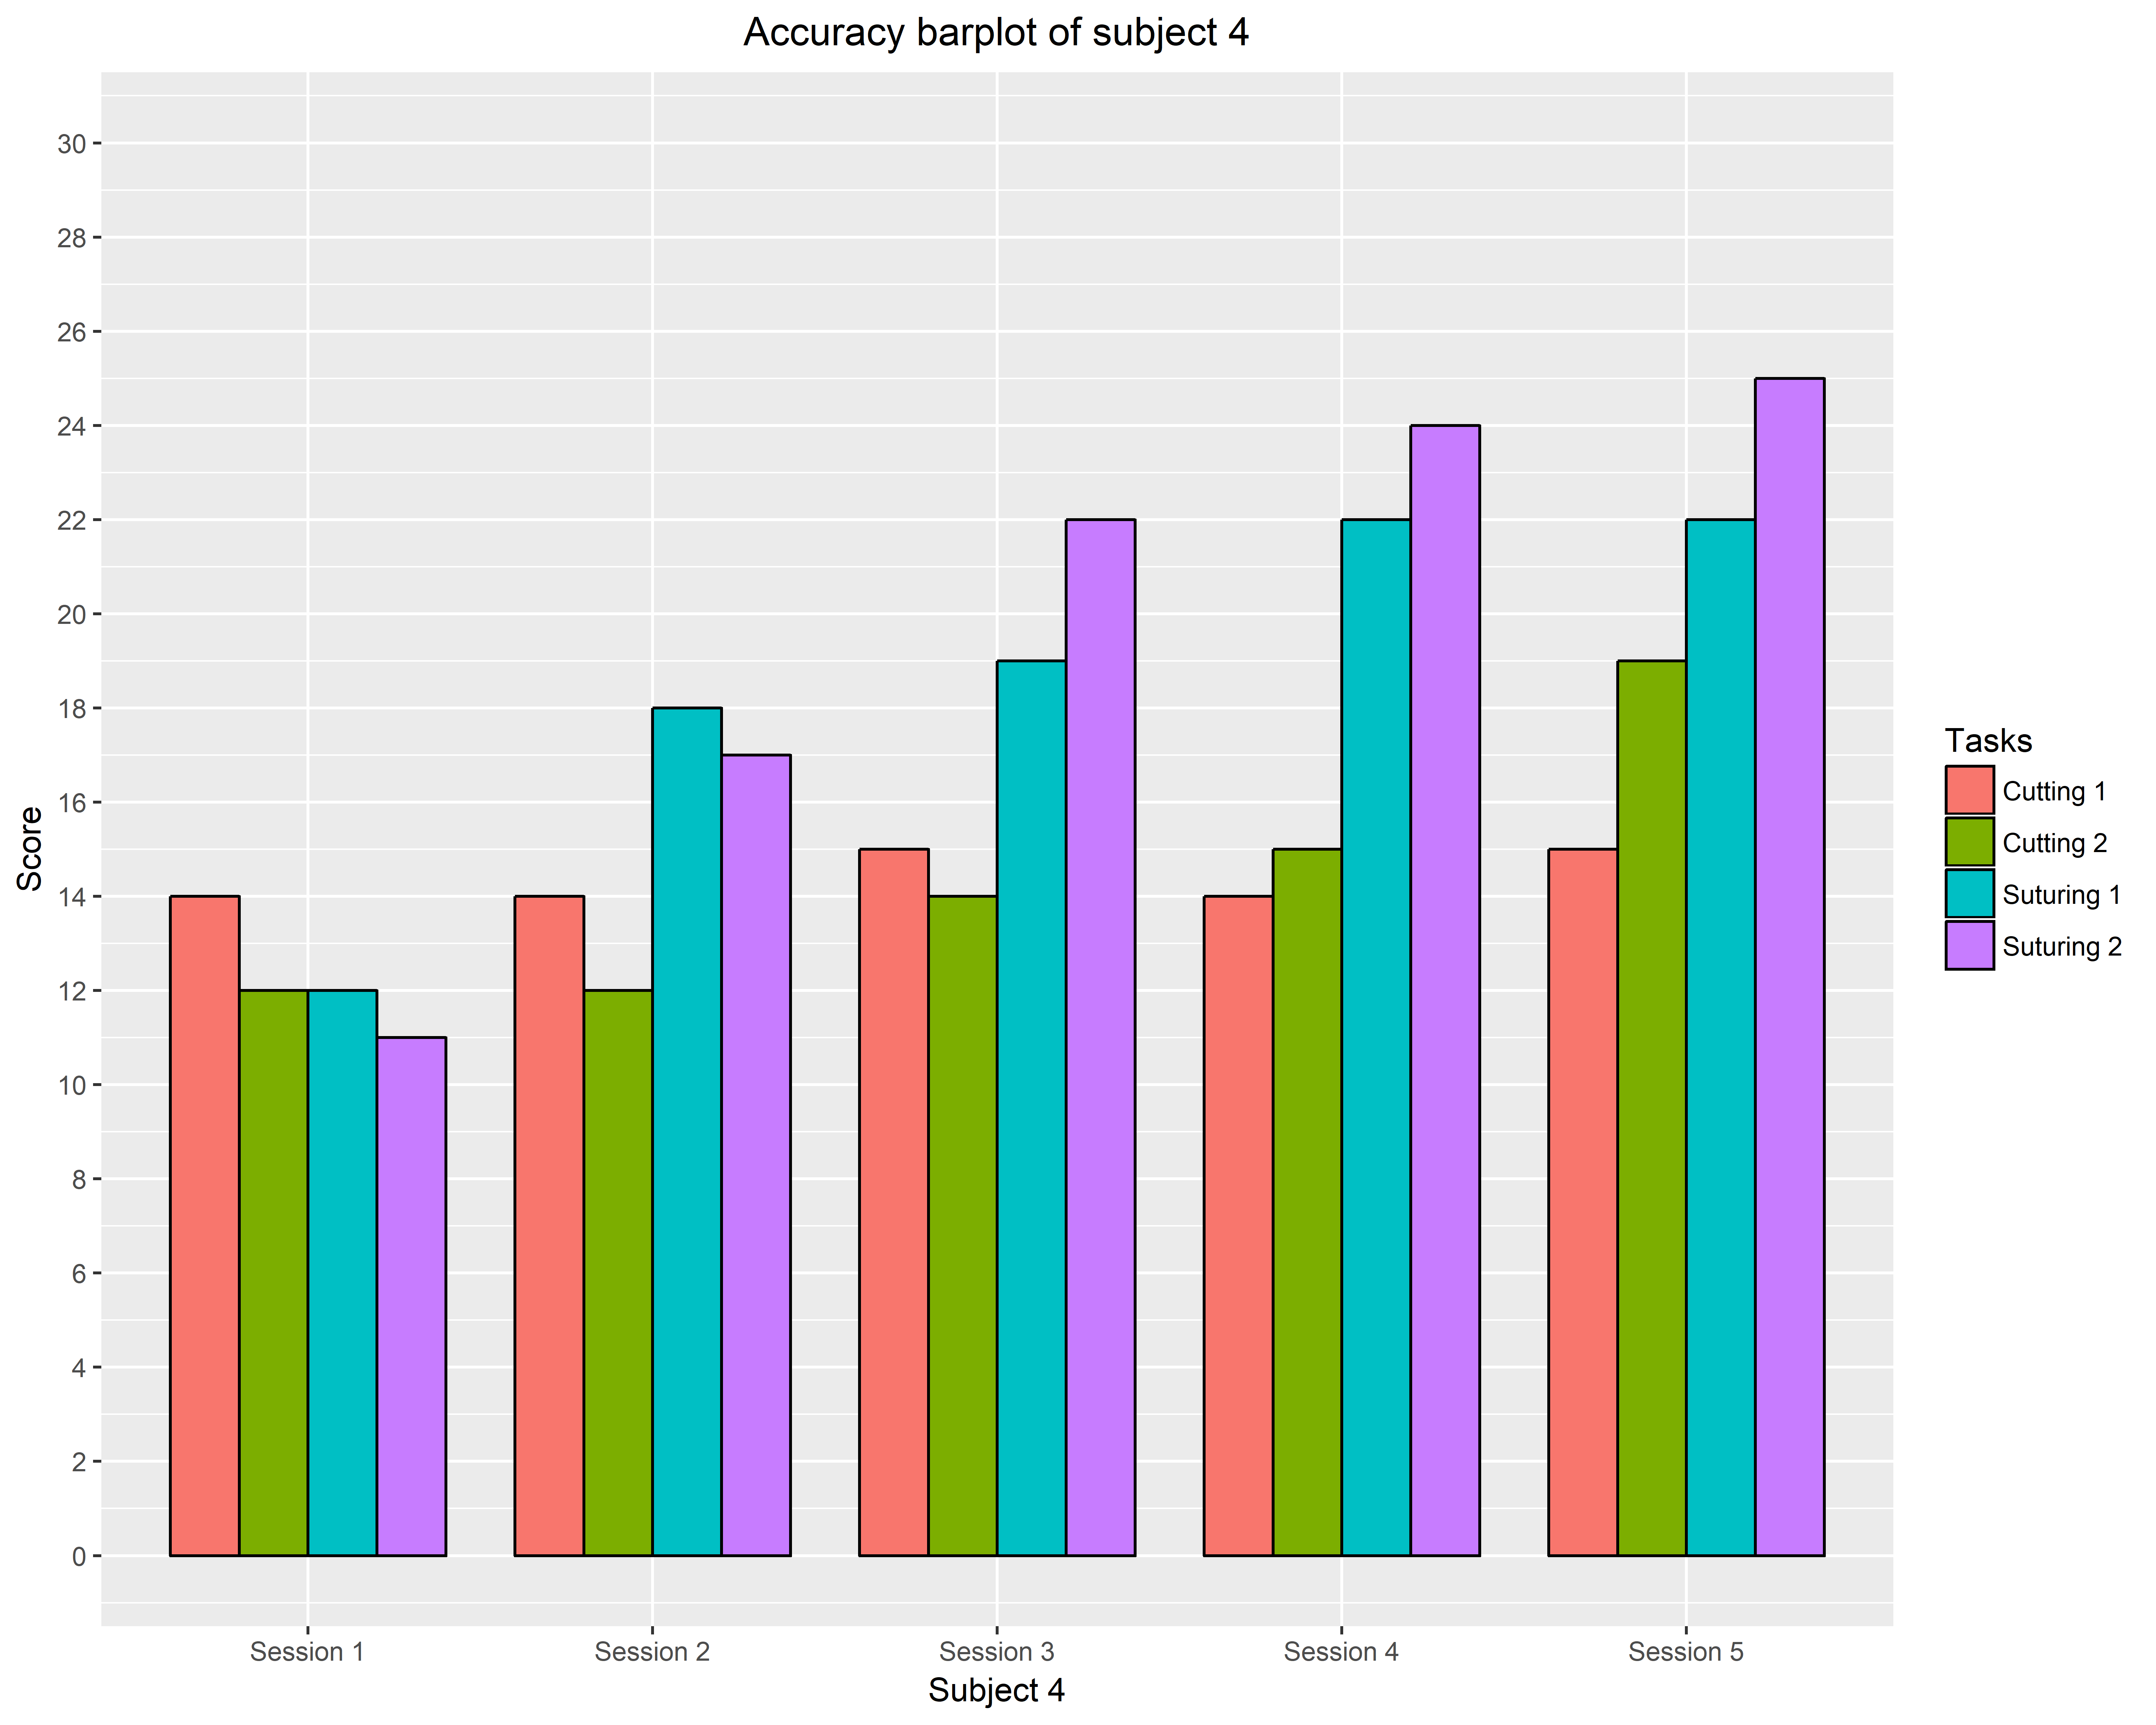 Accuracy barplot of subject 4
Score
30
28
26
24
22
20
18
16
14
12
10
8
6
4
2
0
Session 1
Session 2
Session 3
Session 4
Session 5
Subject 4
Tasks
Cutting 1
Cutting 2
Suturing 1
Suturing 2